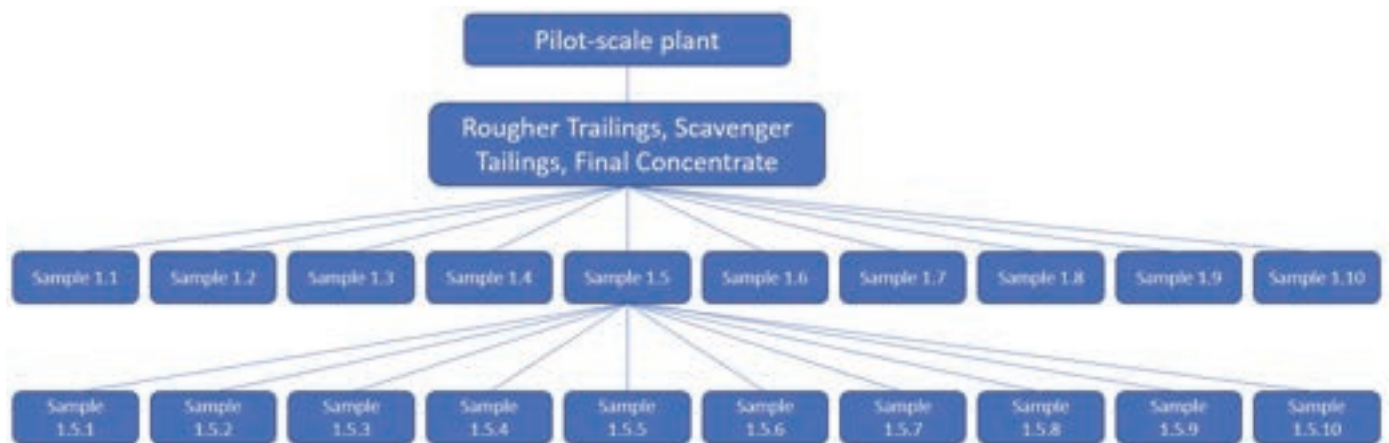 Pilot-scale plant
Rougher Trailings, Scavenger
Tailings, Final Concentrate
Sample 1.1
Sample 1.2
Sample 1.3
Sample 1.4
Sample 1.5
Sample 1.6
Sample 1.7
Sample 1.8
Sample 1.9
Sample 1.10
Sample
1.5.1
Sample
1.5.2
Sample
1.5.3
Sample
1.5.4
Sample
1.5.5
Sample
1.5.6
Sample
1.5.7
Sample
1.5.8
Sample
1.5.9
Sample
1.5.10